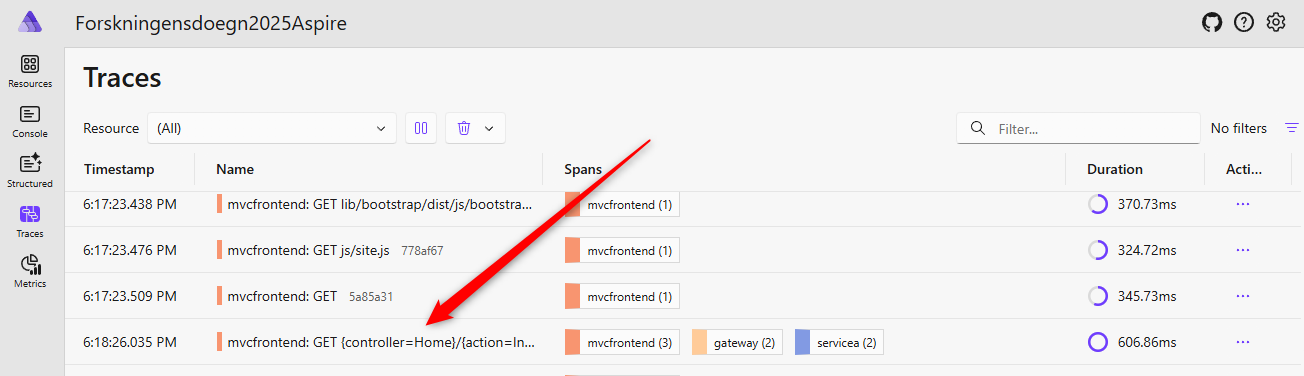 Forskningensdoegn2025Aspire
Resources
Console
Structured
Traces
Metrics
Traces
Resource (All) Filter... No filters
Timestamp Name Spans Duration Acti...
6:17:23.438 PM mvcfrontend: GET lib/bootstrap/dist/js/bootstra... mvcfrontend (1) 370.73ms ...
6:17:23.476 PM mvcfrontend: GET js/site.js 778af67 mvcfrontend (1) 324.72ms ...
6:17:23.509 PM mvcfrontend: GET 5a85a31 mvcfrontend (1) 345.73ms ...
6:18:26.035 PM mvcfrontend: GET {controller=Home}/{action=In... mvcfrontend (3) gateway (2) servicea (2) 606.86ms ...